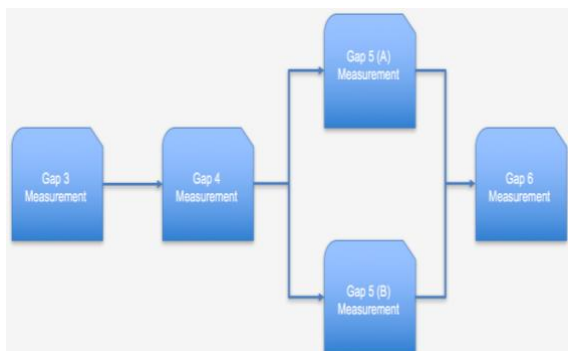 Gap 5 (A)
Measurement
Gap 3
Measurement
Gap 4
Measurement
Gap 6
Measurement
Gap 5 (B)
Measurement